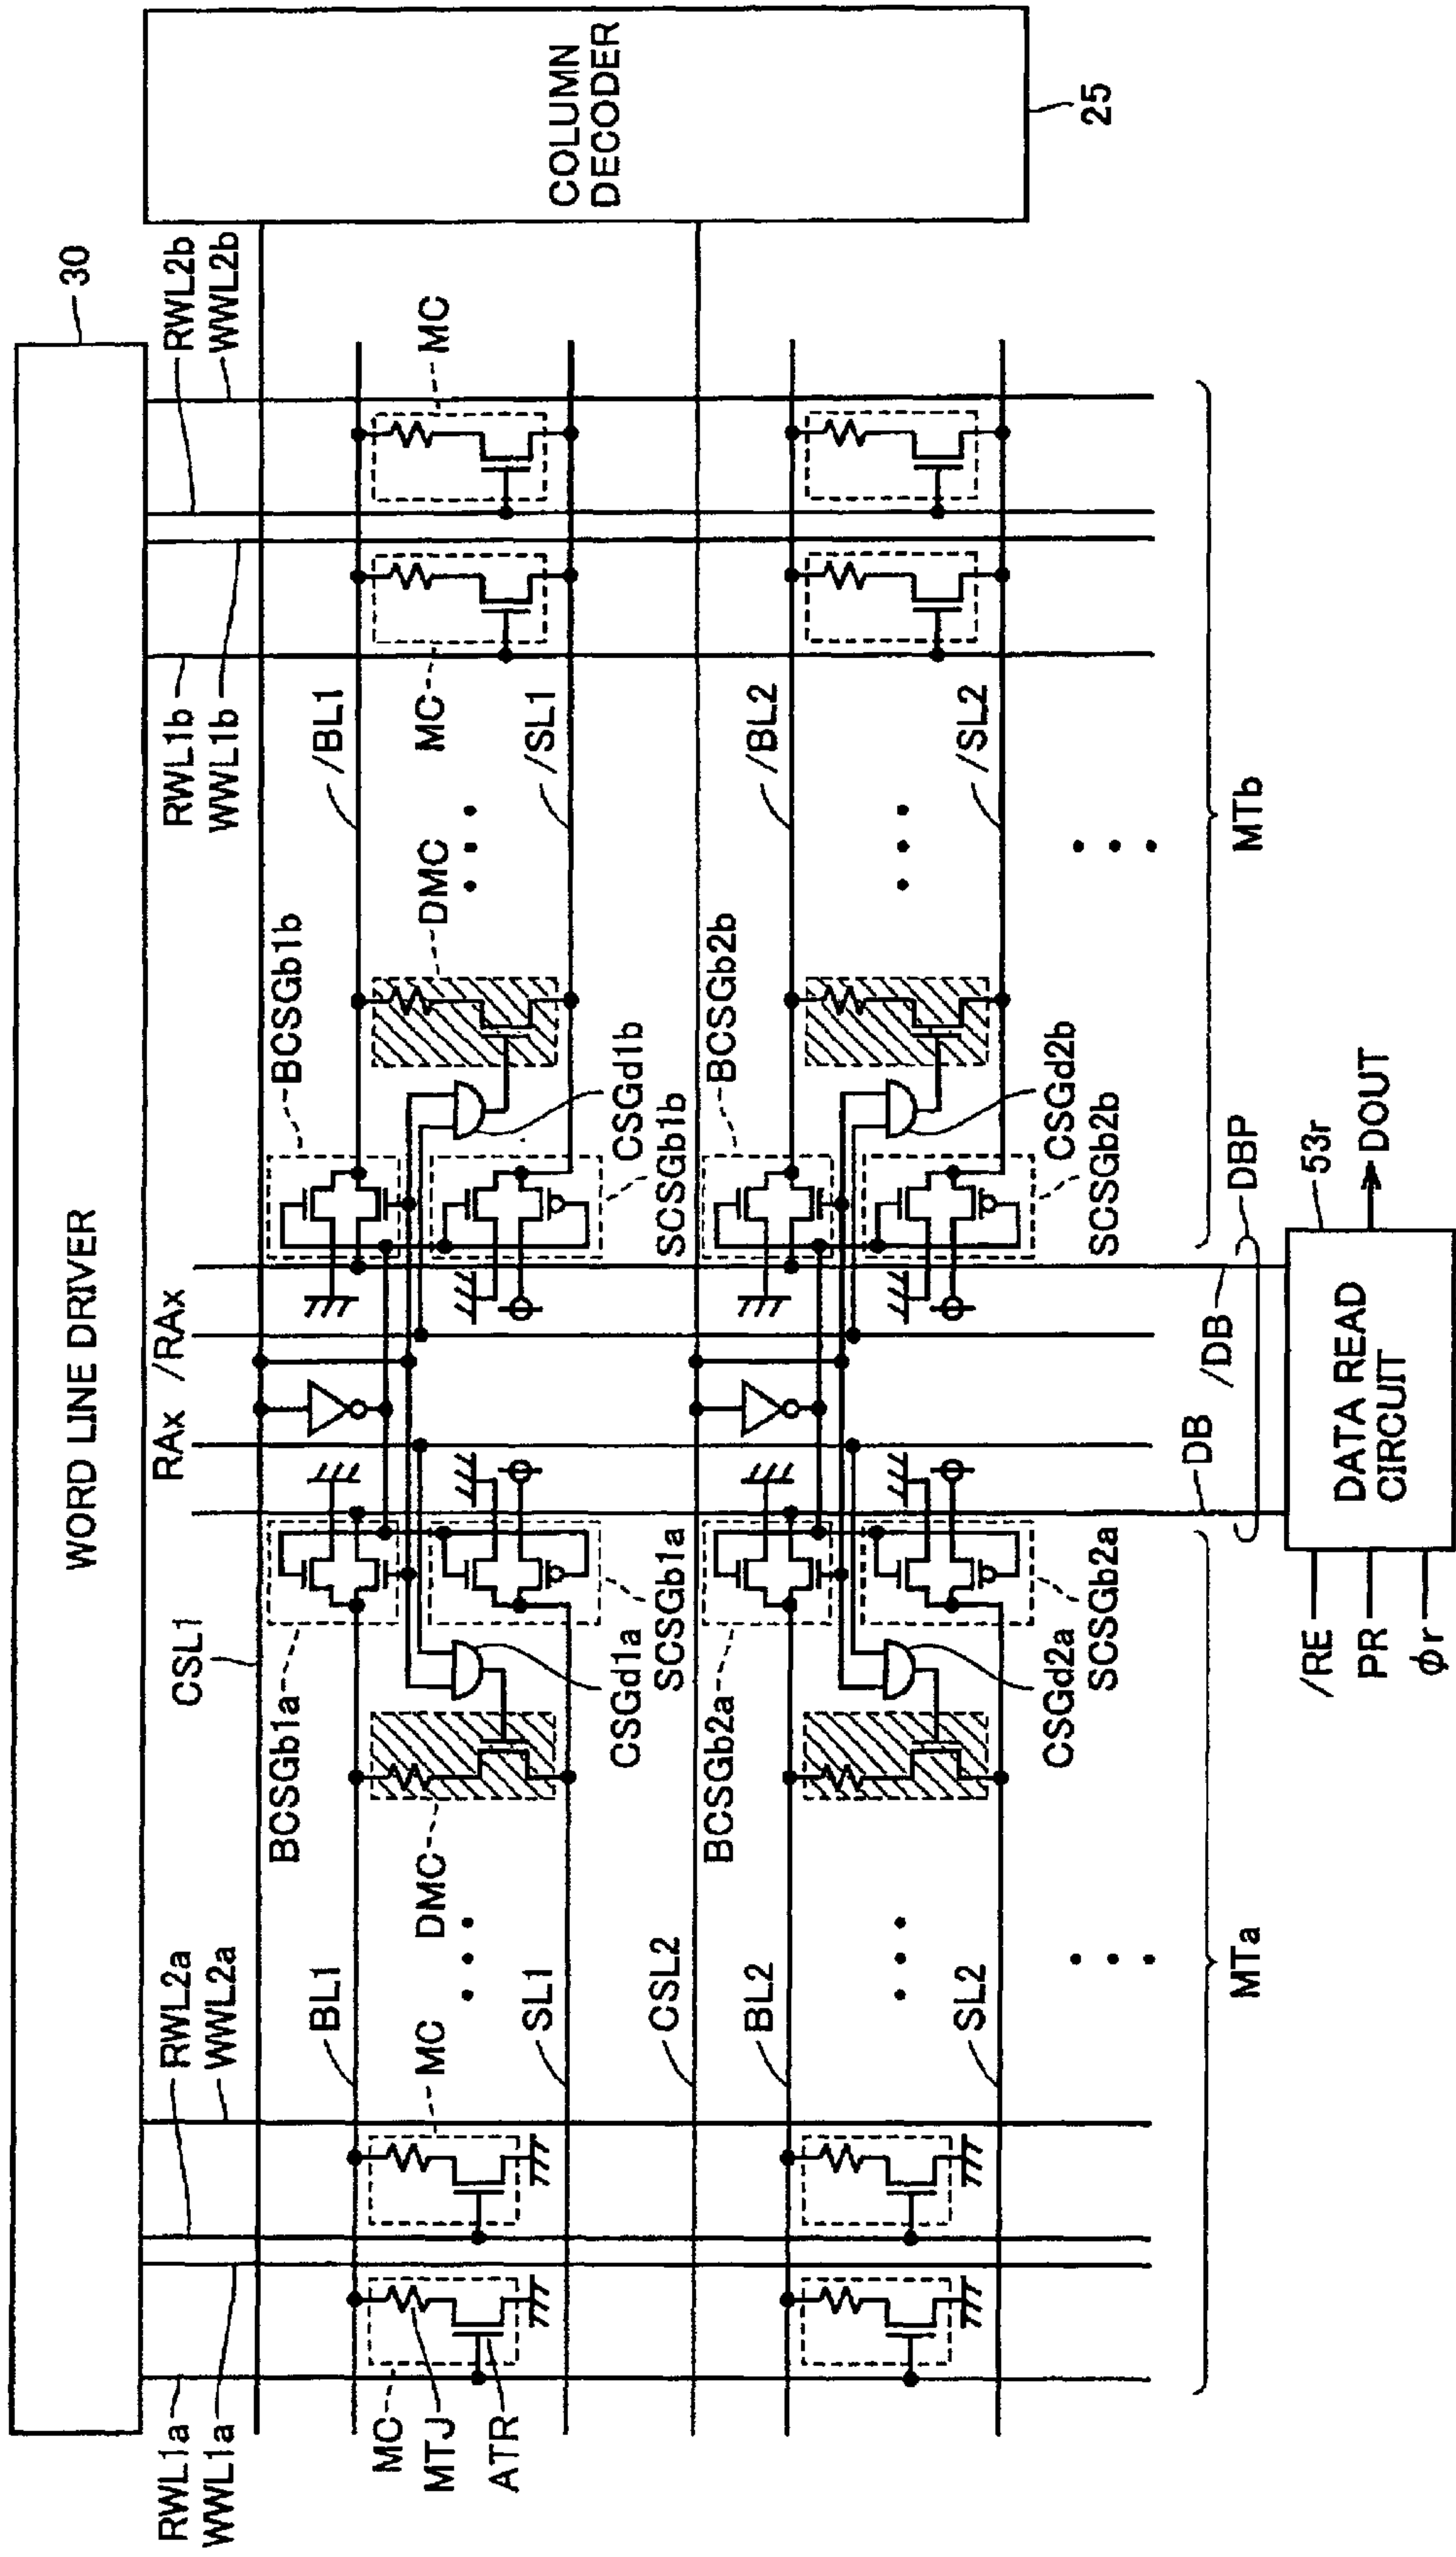 WORD LINE DRIVER
30
COLUMN
DECODER
25
RWL1a
WWL1a
RWL2a
WWL2a
RAx
/RAx
RWL1b
WWL1b
RWL2b
WWL2b
CSL1
BCSGb1a
BCSGb1b
BL1
/BL1
MC
MTJ
ATR
MC
DMC
DMC
MC
MC
SL1
CSGd1a
SCSGb1a
SCSGb1b
CSGd1b
/SL1
CSL2
BCSGb2a
BCSGb2b
BL2
/BL2
SL2
CSGd2a
SCSGb2a
SCSGb2b
CSGd2b
/SL2
MTa
DB
/DB
DBP
MTb
/RE
PR
φr
DATA READ
CIRCUIT
53r
DOUT